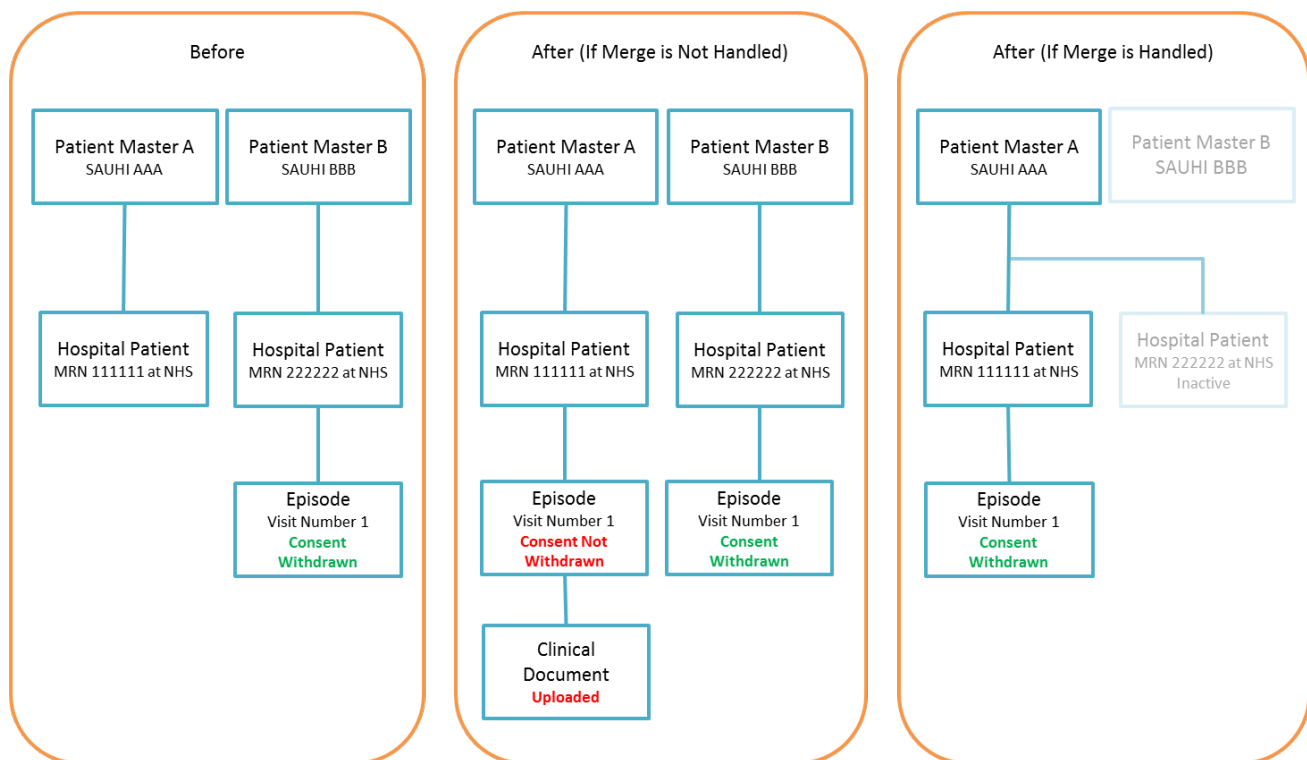 Before
Patient Master A
SAUHI AAA
Patient Master B
SAUHI BBB
Hospital Patient
MRN 111111 at NHS
Hospital Patient
MRN 222222 at NHS
Episode
Visit Number 1
Consent
Withdrawn
After (If Merge is Not Handled)
Patient Master A
SAUHI AAA
Patient Master B
SAUHI BBB
Hospital Patient
MRN 111111 at NHS
Hospital Patient
MRN 222222 at NHS
Episode
Visit Number 1
Consent Not
Withdrawn
Episode
Visit Number 1
Consent
Withdrawn
Clinical
Document
Uploaded
After (If Merge is Handled)
Patient Master A
SAUHI AAA
Patient Master B
SAUHI BBB
Hospital Patient
MRN 111111 at NHS
Hospital Patient
MRN 222222 at NHS
Inactive
Episode
Visit Number 1
Consent
Withdrawn